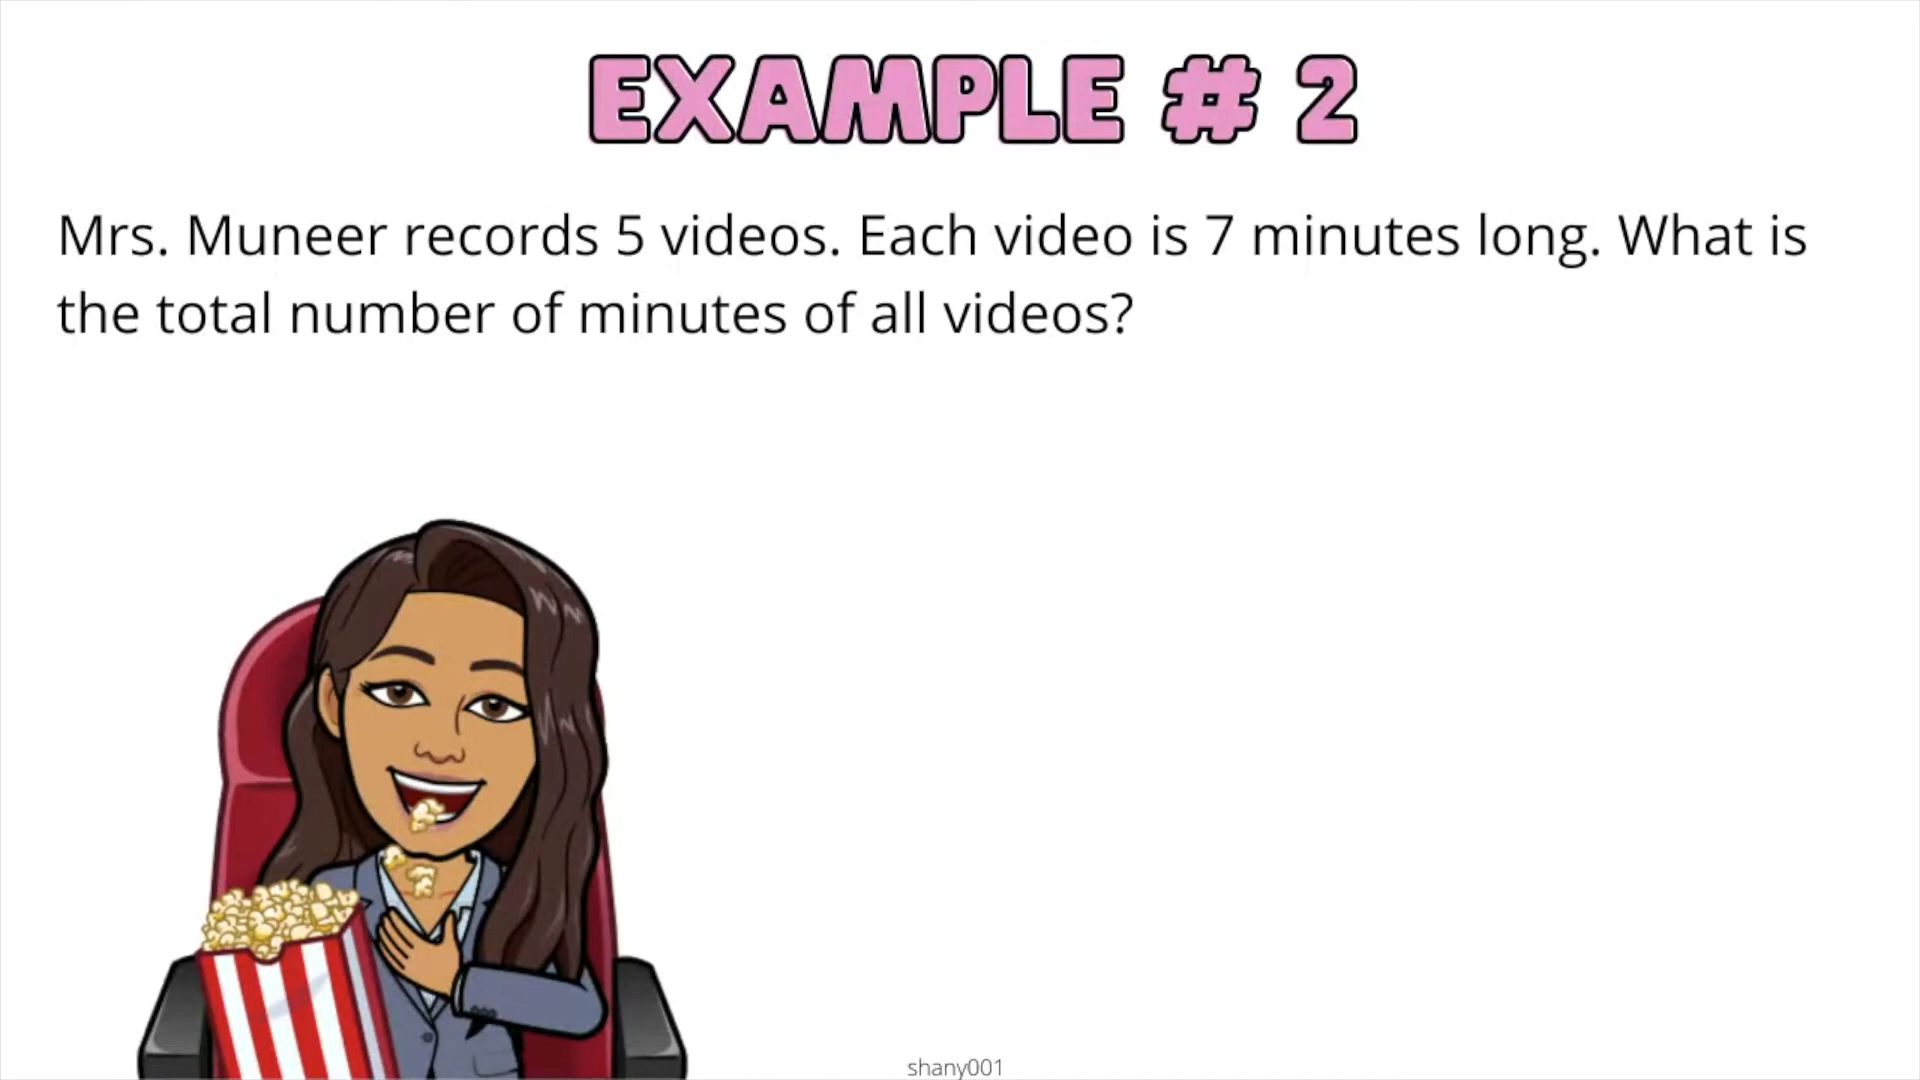 EXAMPLE # 2
Mrs. Muneer records 5 videos. Each video is 7 minutes long. What is
the total number of minutes of all videos?
shany001